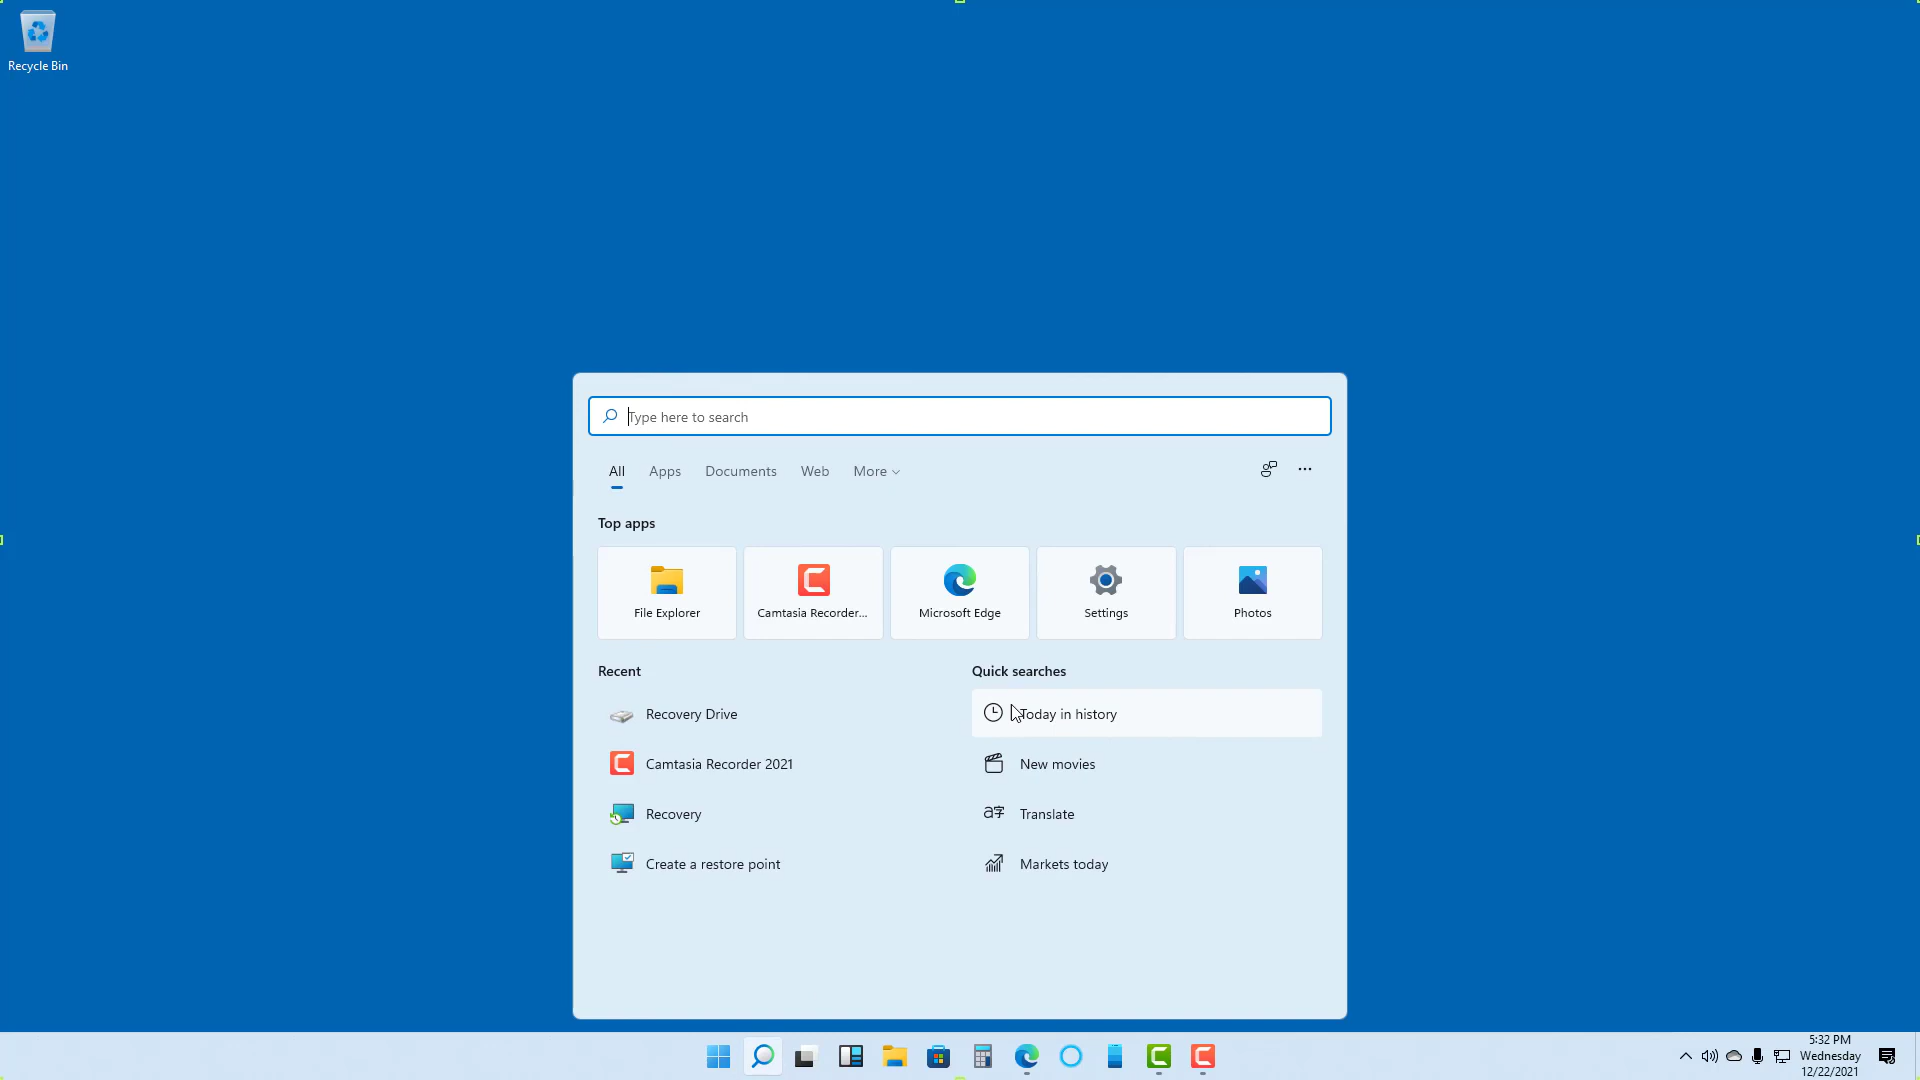 Recycle Bin
Type here to search
All Apps Documents Web More
Top apps
File Explorer
Camtasia Recorder...
Microsoft Edge
Settings
Photos
Recent
Recovery Drive
Camtasia Recorder 2021
Recovery
Create a restore point
Quick searches
Today in history
New movies
Translate
Markets today
5:32 PM
Wednesday
12/22/2021